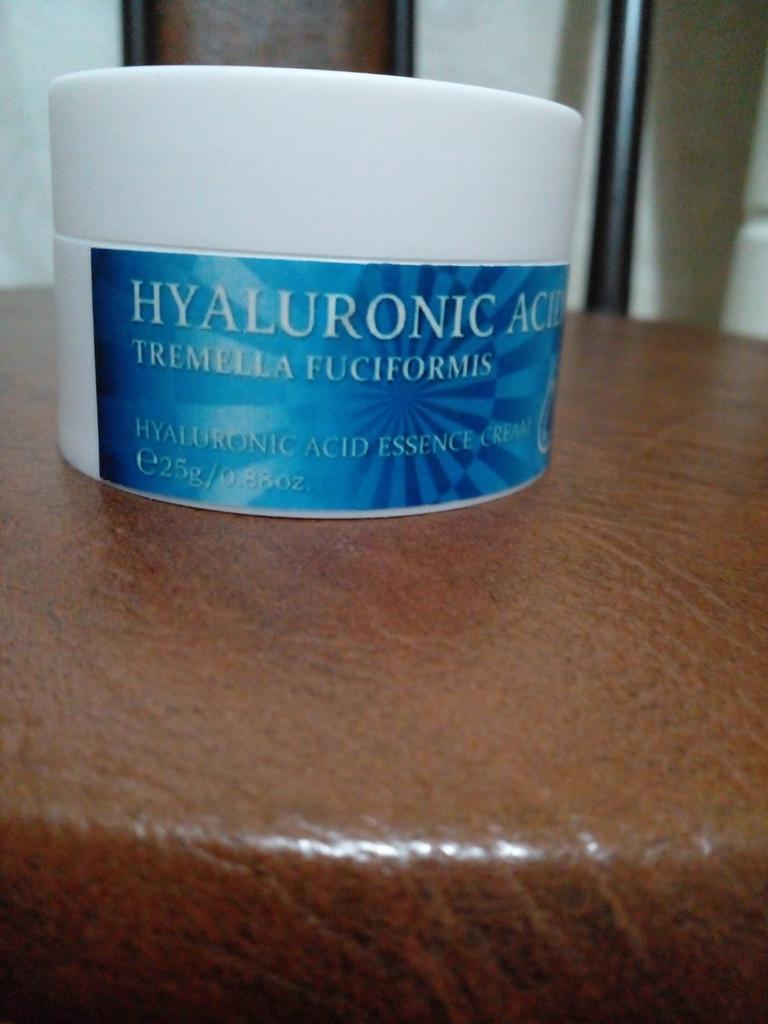 HYALURONIC ACID
TREMELLA FUCIFORMIS
HYALURONIC ACID ESSENCE CREAM
℮25g/0.88oz.